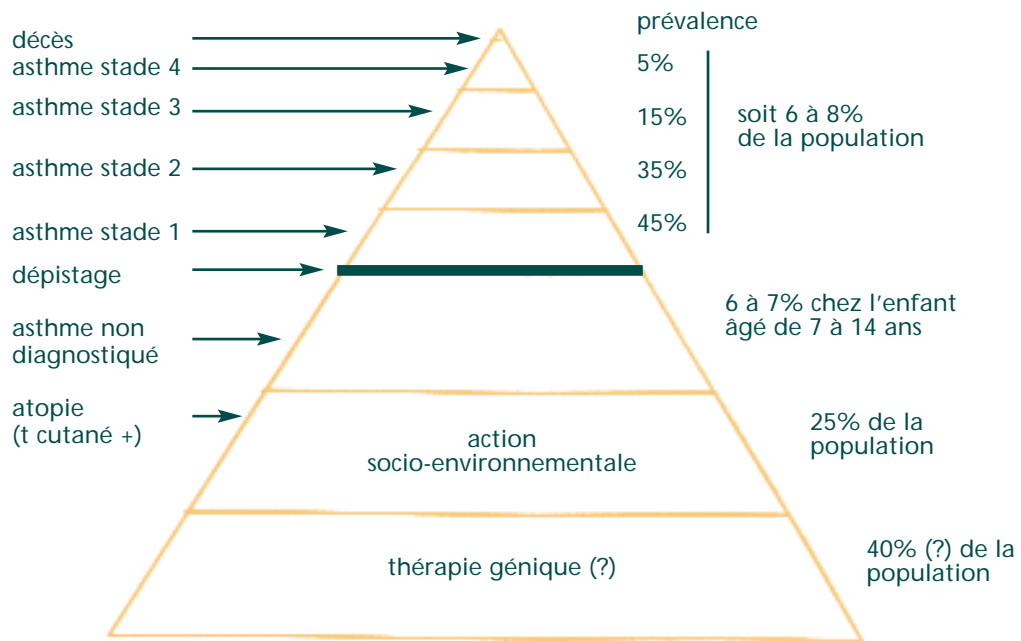 prévalence
décès
asthme stade 4
5%
asthme stade 3
15%
soit 6 à 8%
de la population
asthme stade 2
35%
asthme stade 1
45%
dépistage
6 à 7% chez l'enfant
âgé de 7 à 14 ans
asthme non
diagnostiqué
atopie
(t cutané +)
action
socio-environnementale
25% de la
population
thérapie génique (?)
40% (?) de la
population